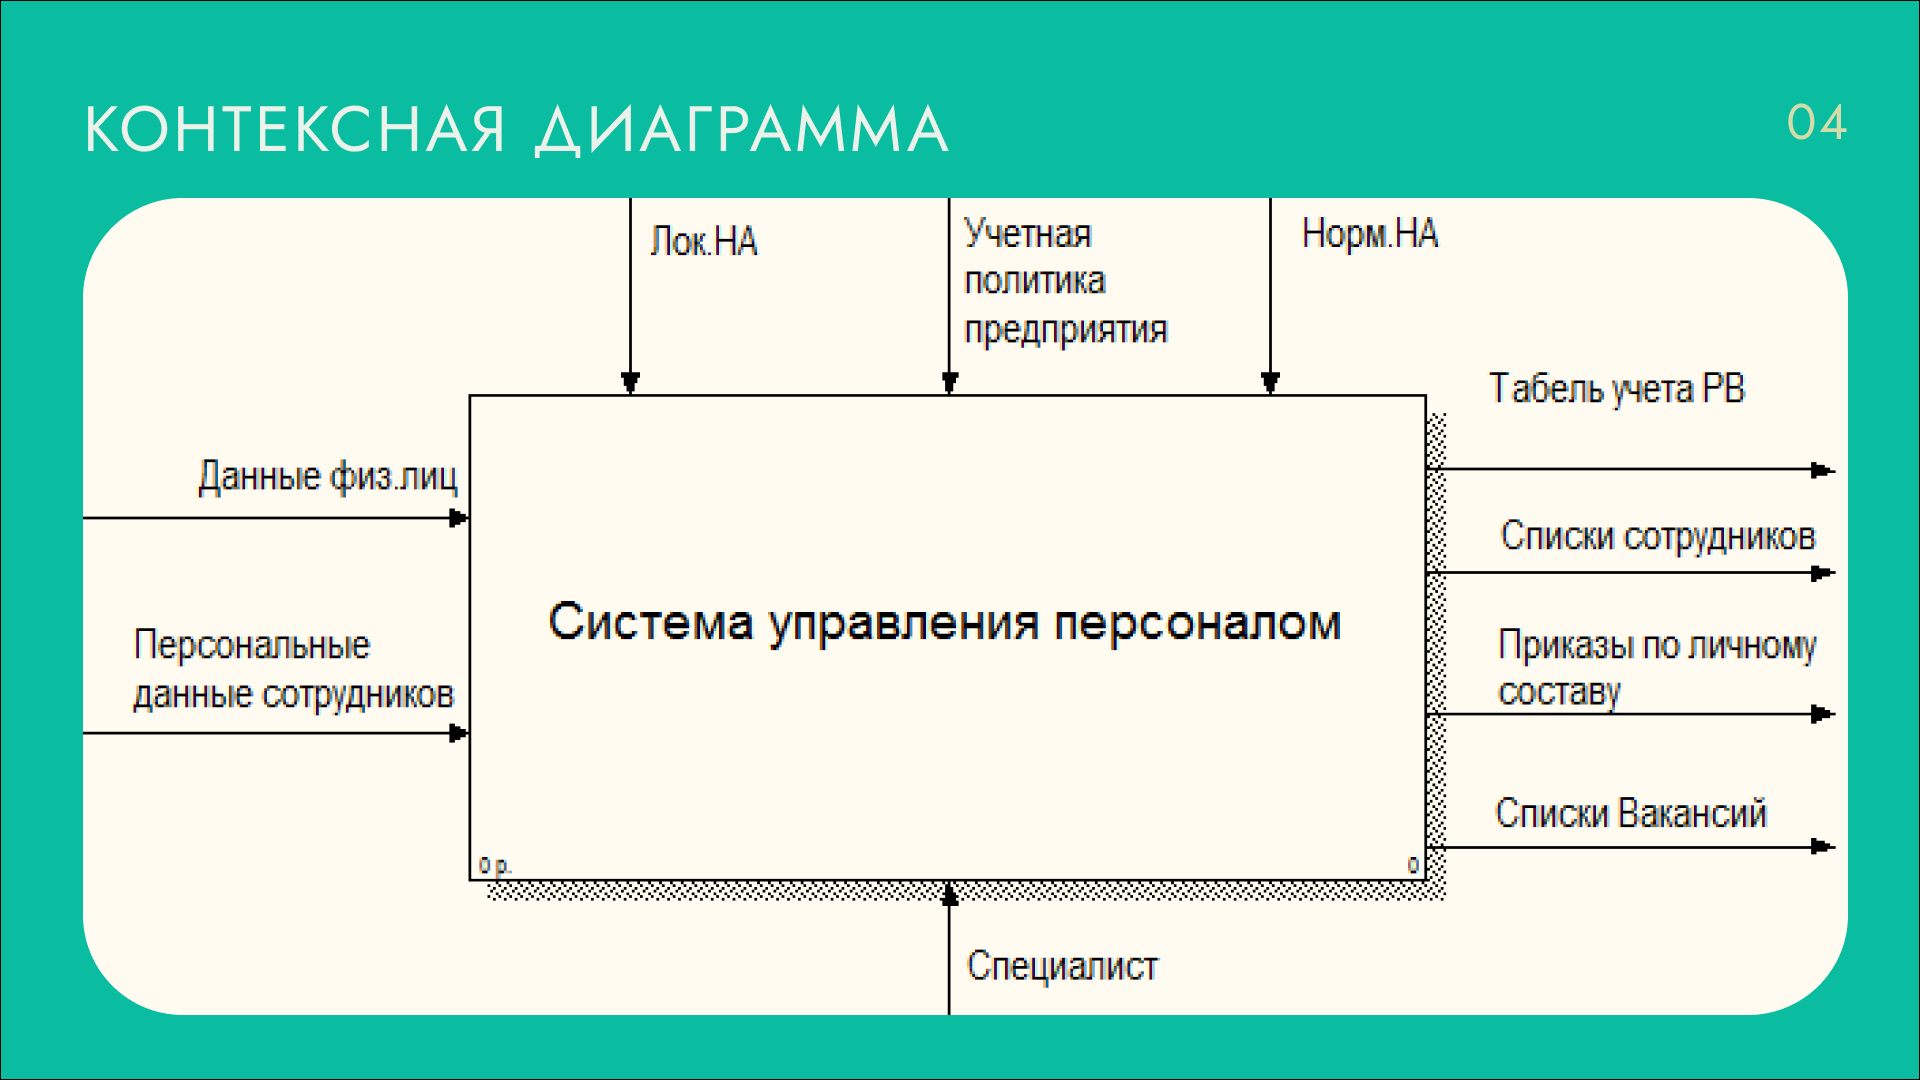 КОНТЕКСНАЯ ДИАГРАММА
04
Лок.НА
Учетная
политика
предприятия
Норм.НА
Табель учета РВ
Данные физ.лиц
Списки сотрудников
Система управления персоналом
Персональные
данные сотрудников
Приказы по личному
составу
Списки Вакансий
0 р.
0
Специалист